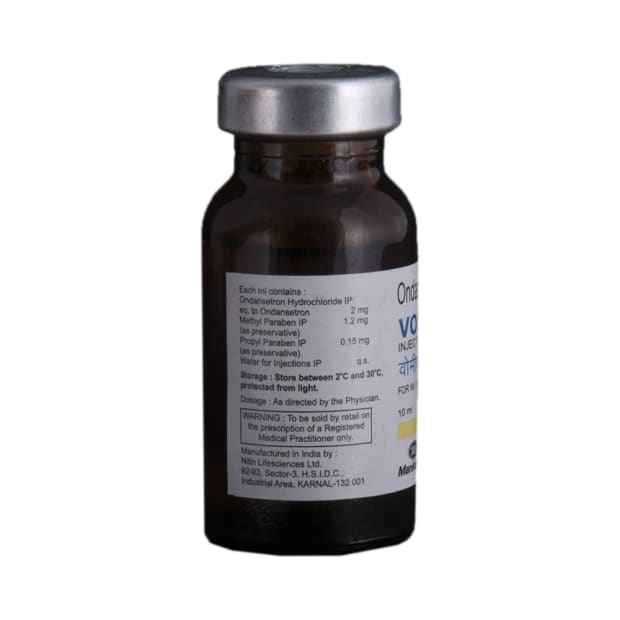 Each ml contains :
Ondansetron Hydrochloride IP
eq. to Ondansetron 2 mg
Methyl Paraben IP 1.2 mg
(as preservative)
Propyl Paraben IP 0.15 mg
(as preservative)
Water for Injections IP q.s.
Storage : Store between 2°C and 30°C,
protected from light.
Dosage : As directed by the Physician.
WARNING : To be sold by retail on
the prescription of a Registered
Medical Practitioner only.
Manufactured in India by :
Nitin Lifesciences Ltd.
92-93, Sector-3, H.S.I.D.C.,
Industrial Area, KARNAL-132 001
Ondan
VO
INJECT
वोमी
FOR
10 ml
Mank